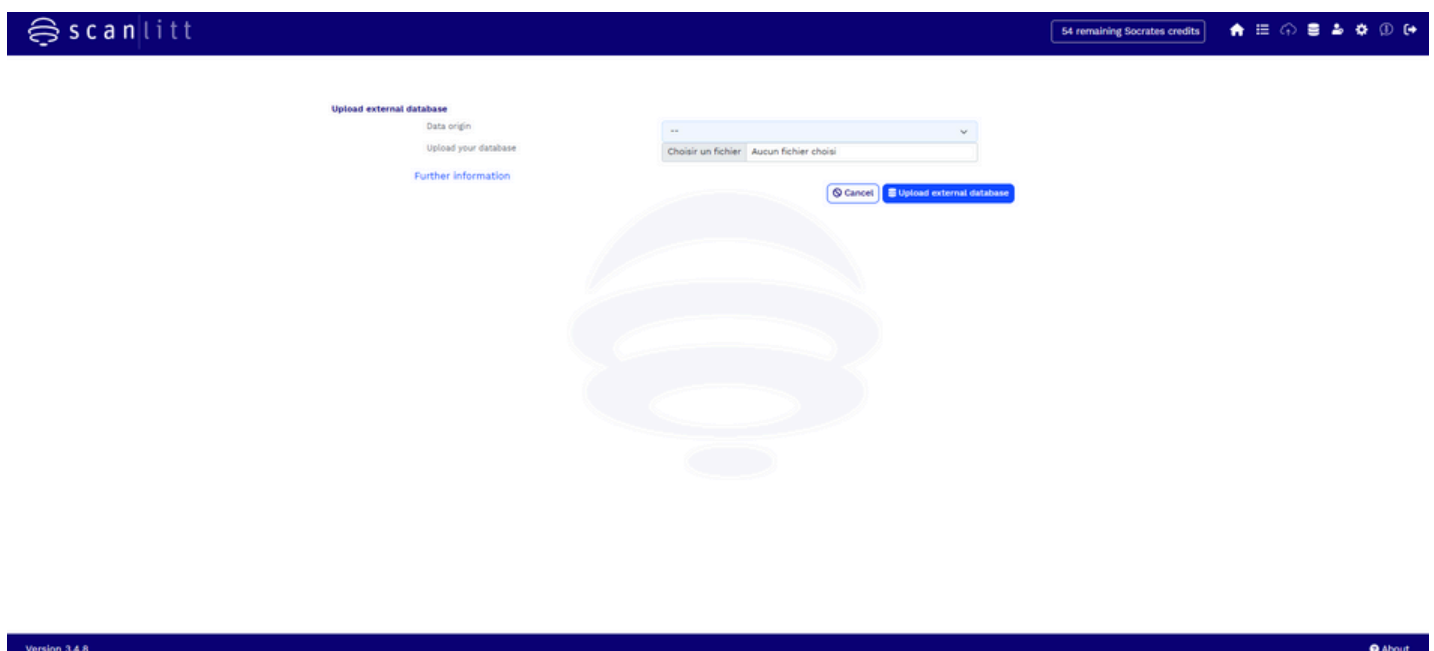 scanlitt
54 remaining Socrates credits
Upload external database
Data origin
--
Upload your database
Choisir un fichier Aucun fichier choisi
Further information
Cancel Upload external database
Version 3.4.8
About